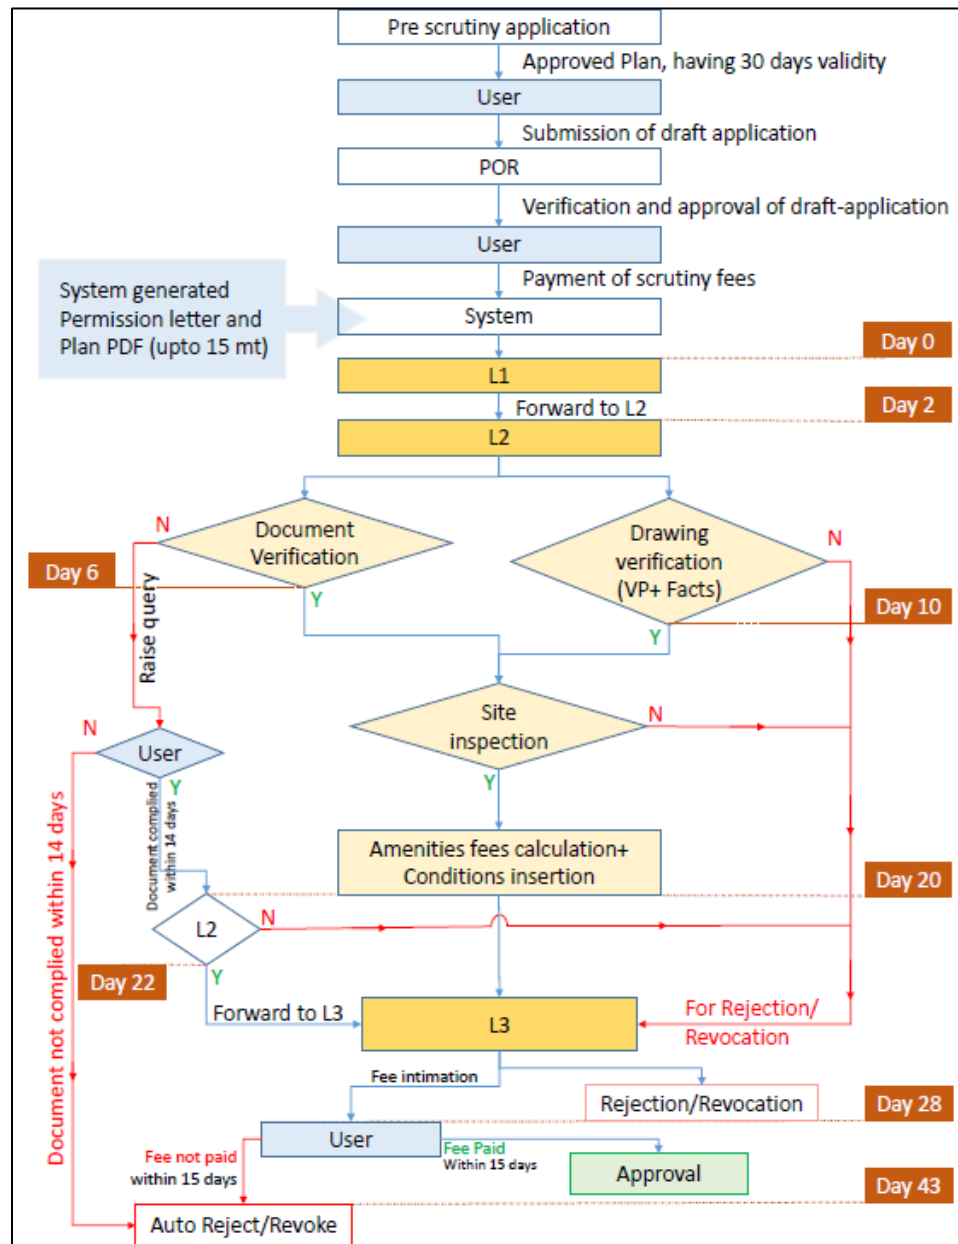 Pre scrutiny application
Approved Plan, having 30 days validity
User
Submission of draft application
POR
Verification and approval of draft-application
User
Payment of scrutiny fees
System generated
Permission letter and
Plan PDF (upto 15 mt)
System
Day 0
L1
Forward to L2
Day 2
L2
N
Document
Verification
Drawing
verification
(VP+ Facts)
N
Day 6
Y
Day 10
Y
Raise query
Site
inspection
N
N
User
Y
Y
Document complied
within 14 days
Document not complied within 14 days
Amenities fees calculation+
Conditions insertion
Day 20
L2
N
Day 22
Y
Forward to L3
L3
For Rejection/
Revocation
Fee intimation
Rejection/Revocation
Day 28
User
Fee Paid
Within 15 days
Fee not paid
within 15 days
Approval
Day 43
Auto Reject/Revoke